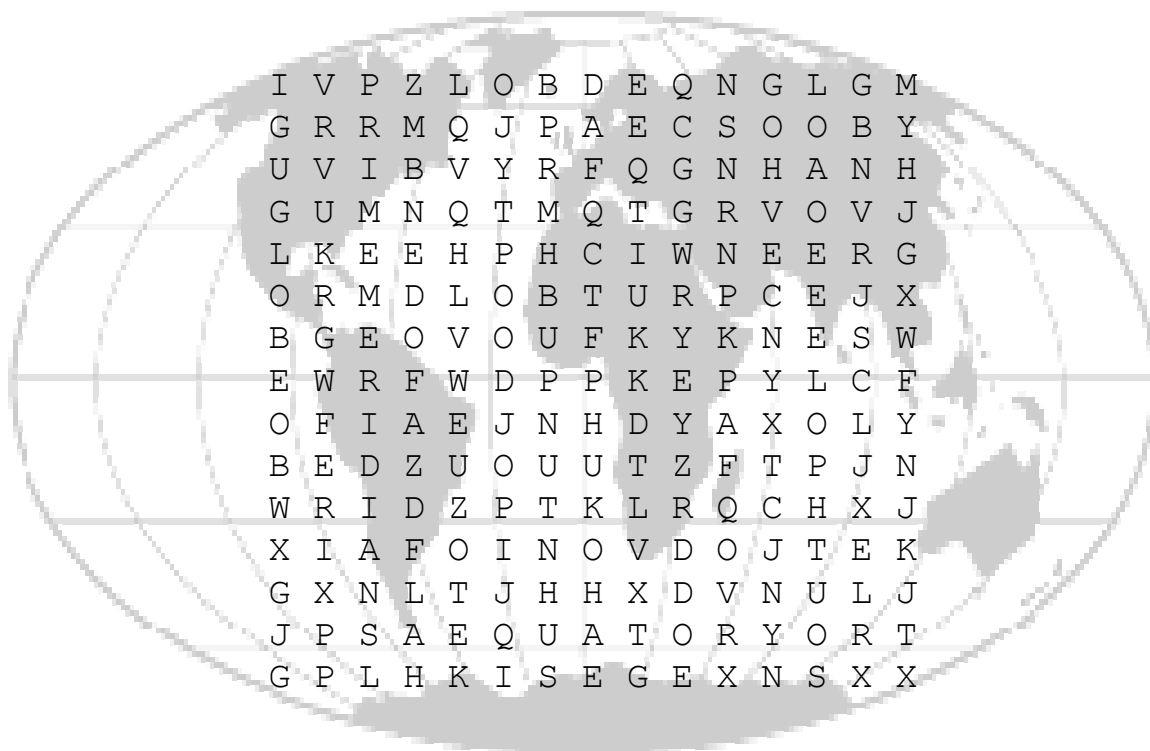 I V P Z L O B D E Q N G L G M
G R R M Q J P A E C S O O B Y
U V I B V Y R F Q G N H A N H
G U M N Q T M Q T G R V O V J
L K E E H P H C I W N E E R G
O R M D L O B T U R P C E J X
B G E O V O U F K Y K N E S W
E W R F W D P P K E P Y L C F
O F I A E J N H D Y A X O L Y
B E D Z U O U U T Z F T P J N
W R I D Z P T K L R Q C H X J
X I A F O I N O V D O J T E K
G X N L T J H H X D V N U L J
J P S A E Q U A T O R Y O R T
G P L H K I S E G E X N S X X